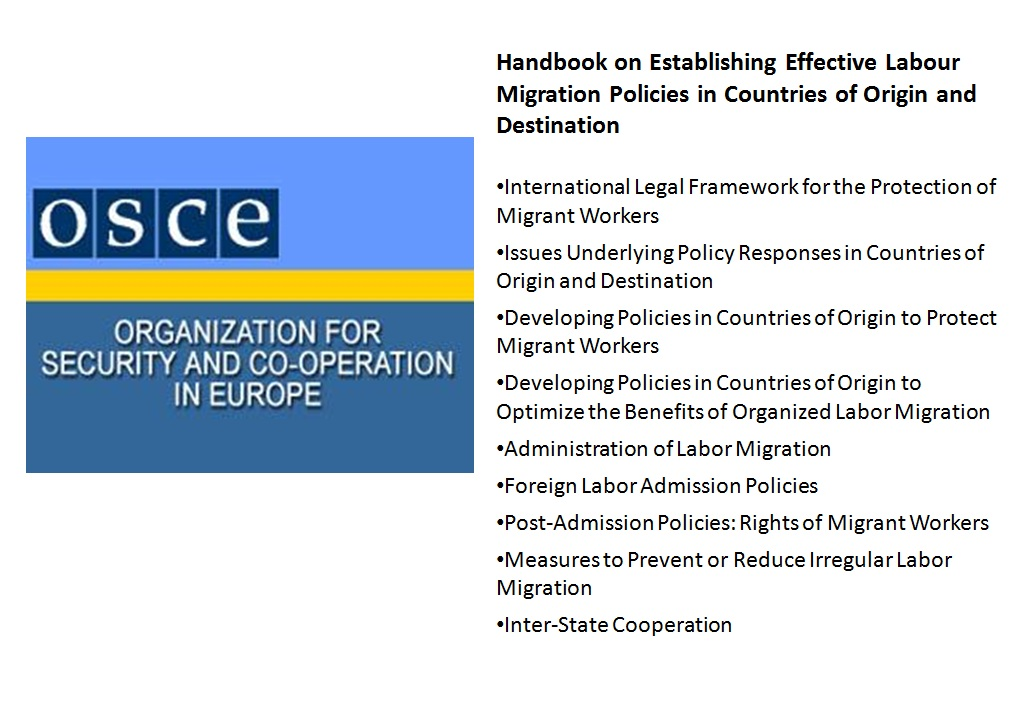 osce
ORGANIZATION FOR
SECURITY AND CO-OPERATION
IN EUROPE
Handbook on Establishing Effective Labour
Migration Policies in Countries of Origin and
Destination
•International Legal Framework for the Protection of
Migrant Workers
•Issues Underlying Policy Responses in Countries of
Origin and Destination
•Developing Policies in Countries of Origin to Protect
Migrant Workers
•Developing Policies in Countries of Origin to
Optimize the Benefits of Organized Labor Migration
•Administration of Labor Migration
•Foreign Labor Admission Policies
•Post-Admission Policies: Rights of Migrant Workers
•Measures to Prevent or Reduce Irregular Labor
Migration
•Inter-State Cooperation